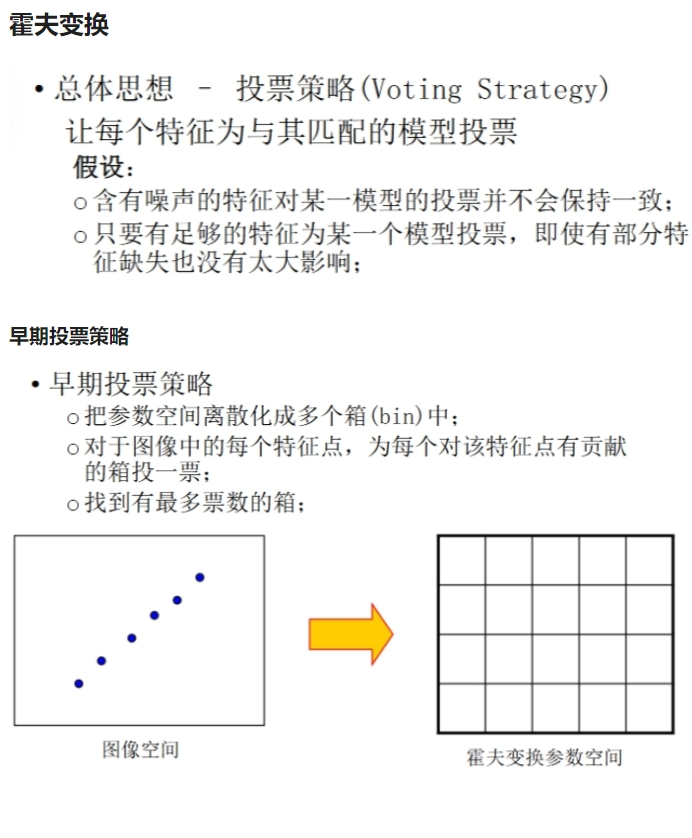 霍夫变换
• 总体思想 – 投票策略(Voting Strategy)
让每个特征为与其匹配的模型投票
假设：
○ 含有噪声的特征对某一模型的投票并不会保持一致；
○ 只要有足够的特征为某一个模型投票，即使有部分特
征缺失也没有太大影响；
早期投票策略
• 早期投票策略
○ 把参数空间离散化成多个箱(bin)中；
○ 对于图像中的每个特征点，为每个对该特征点有贡献
的箱投一票；
○ 找到有最多票数的箱；
图像空间
霍夫变换参数空间